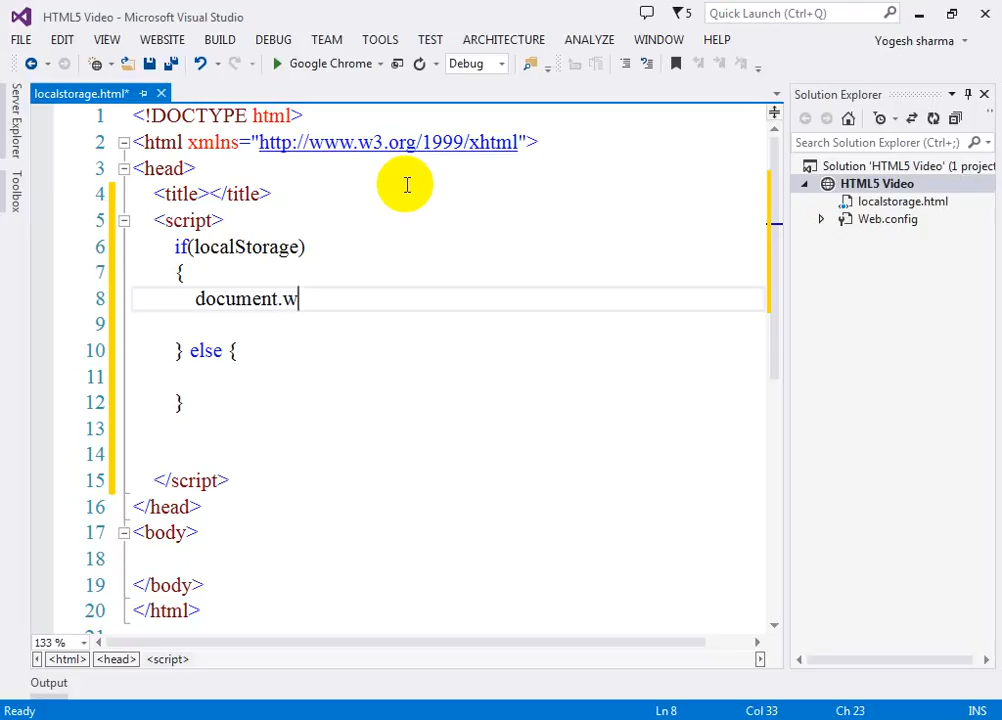 HTML5 Video - Microsoft Visual Studio
5
Quick Launch (Ctrl+Q)
FILE EDIT VIEW WEBSITE BUILD DEBUG TEAM TOOLS TEST ARCHITECTURE ANALYZE WINDOW HELP
Yogesh sharma
Google Chrome
Debug
Server Explorer
Toolbox
localstorage.html*
1 <!DOCTYPE html>
2 <html xmlns="http://www.w3.org/1999/xhtml">
3 <head>
4 <title></title>
5 <script>
6 if(localStorage)
7 {
8 document.w
9
10 } else {
11
12 }
13
14
15 </script>
16 </head>
17 <body>
18
19 </body>
20 </html>
21
133 %
<html> <head> <script>
Solution Explorer
Search Solution Explorer (Ctrl+;)
Solution 'HTML5 Video' (1 project
HTML5 Video
localstorage.html
Web.config
Output
Ready
Ln 8
Col 33
Ch 23
INS